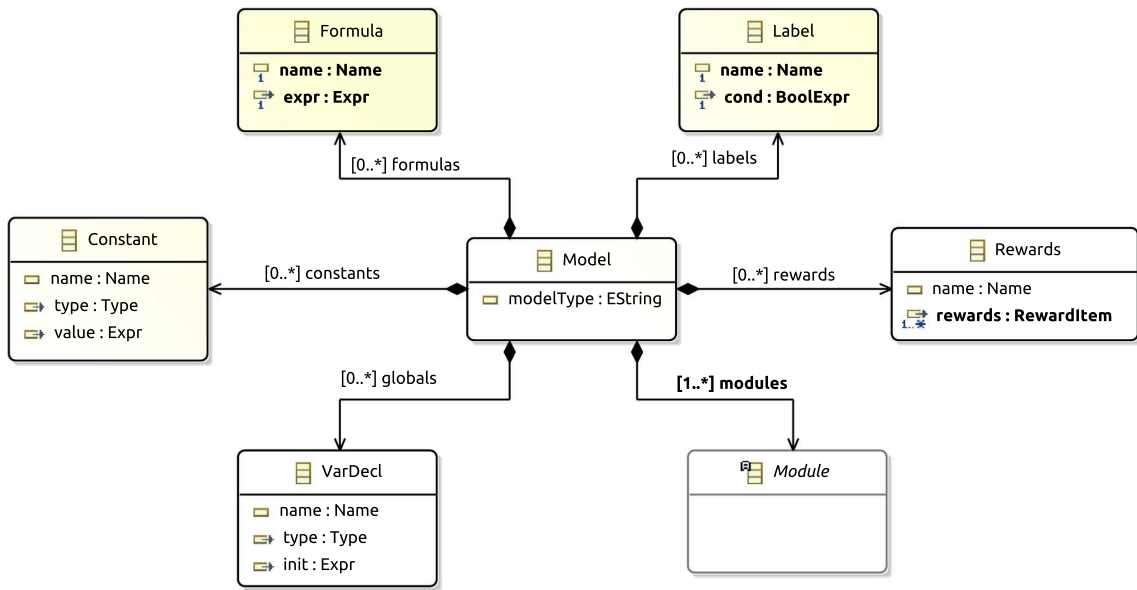 Formula
name : Name
expr : Expr
Label
name : Name
cond : BoolExpr
[0..*] formulas
[0..*] labels
Constant
name : Name
type : Type
value : Expr
[0..*] constants
Model
modelType : EString
[0..*] rewards
Rewards
name : Name
rewards : RewardItem
[0..*] globals
[1..*] modules
VarDecl
name : Name
type : Type
init : Expr
Module